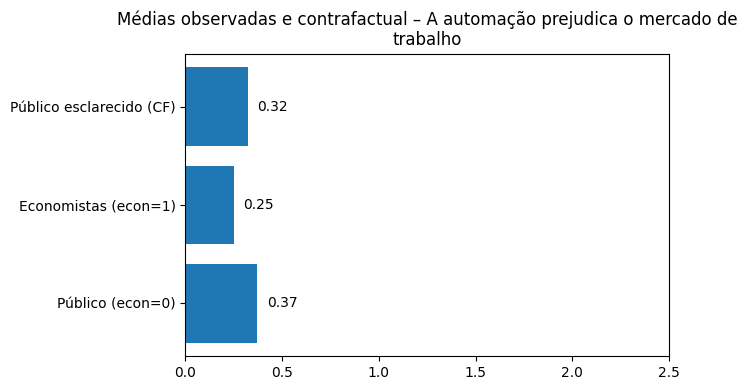 Médias observadas e contrafactual – A automação prejudica o mercado de
trabalho
Público esclarecido (CF)
0.32
Economistas (econ=1)
0.25
Público (econ=0)
0.37
0.0
0.5
1.0
1.5
2.0
2.5